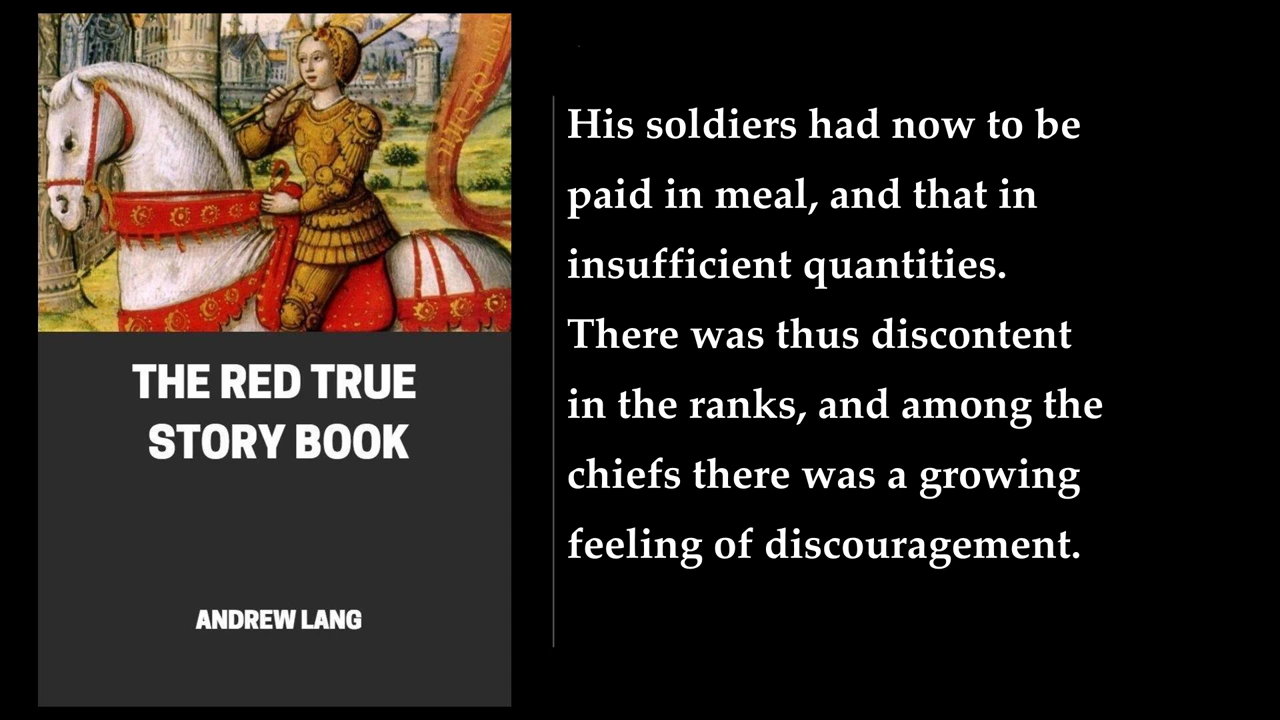 THE RED TRUE
STORY BOOK
ANDREW LANG
His soldiers had now to be
paid in meal, and that in
insufficient quantities.
There was thus discontent
in the ranks, and among the
chiefs there was a growing
feeling of discouragement.